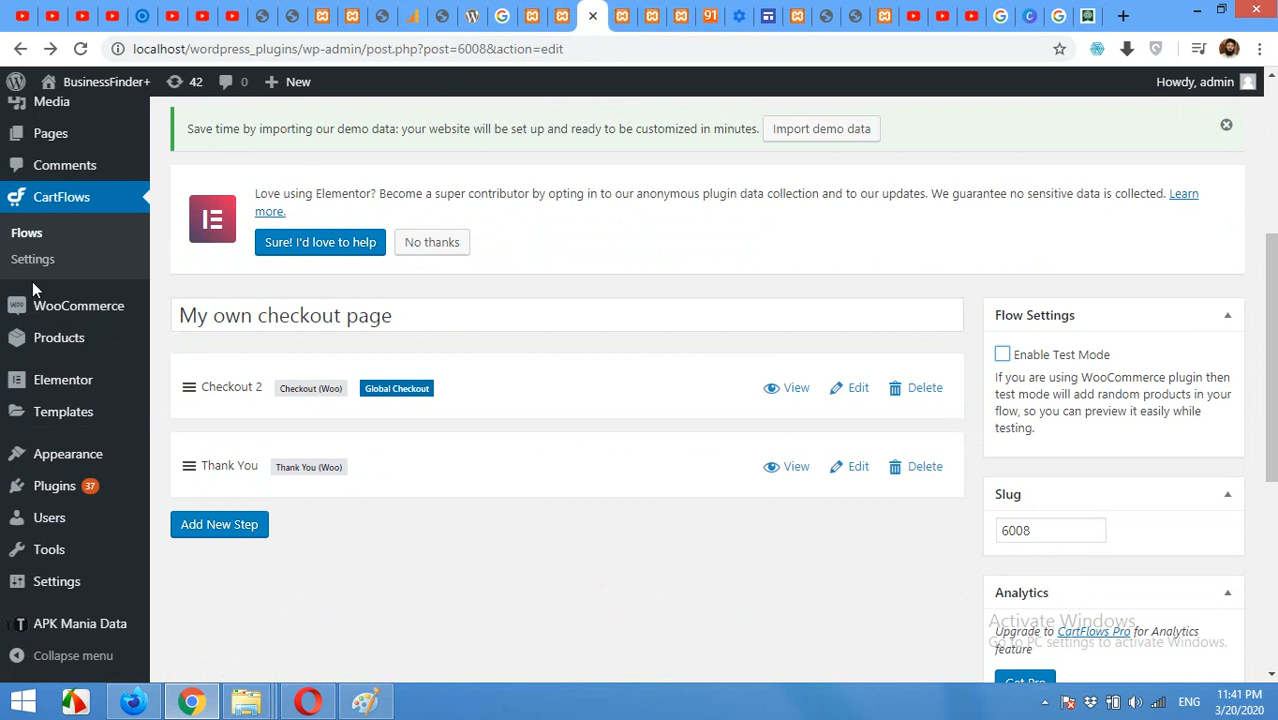 91
localhost/wordpress_plugins/wp-admin/post.php?post=6008&action=edit
BusinessFinder+
42
0
New
Howdy, admin
Media
Pages
Comments
CartFlows
Flows
Settings
WooCommerce
Products
Elementor
Templates
Appearance
Plugins 37
Users
Tools
Settings
APK Mania Data
Collapse menu
Save time by importing our demo data: your website will be set up and ready to be customized in minutes. Import demo data
Love using Elementor? Become a super contributor by opting in to our anonymous plugin data collection and to our updates. We guarantee no sensitive data is collected. Learn
more.
Sure! I'd love to help No thanks
My own checkout page
Checkout 2 Checkout (Woo) Global Checkout View Edit Delete
Thank You Thank You (Woo) View Edit Delete
Add New Step
Flow Settings
Enable Test Mode
If you are using WooCommerce plugin then
test mode will add random products in your
flow, so you can preview it easily while
testing.
Slug
6008
Analytics
Upgrade to CartFlows Pro for Analytics
feature
Get Pro
Activate Windows
Go to PC settings to activate Windows.
ENG
11:41 PM
3/20/2020